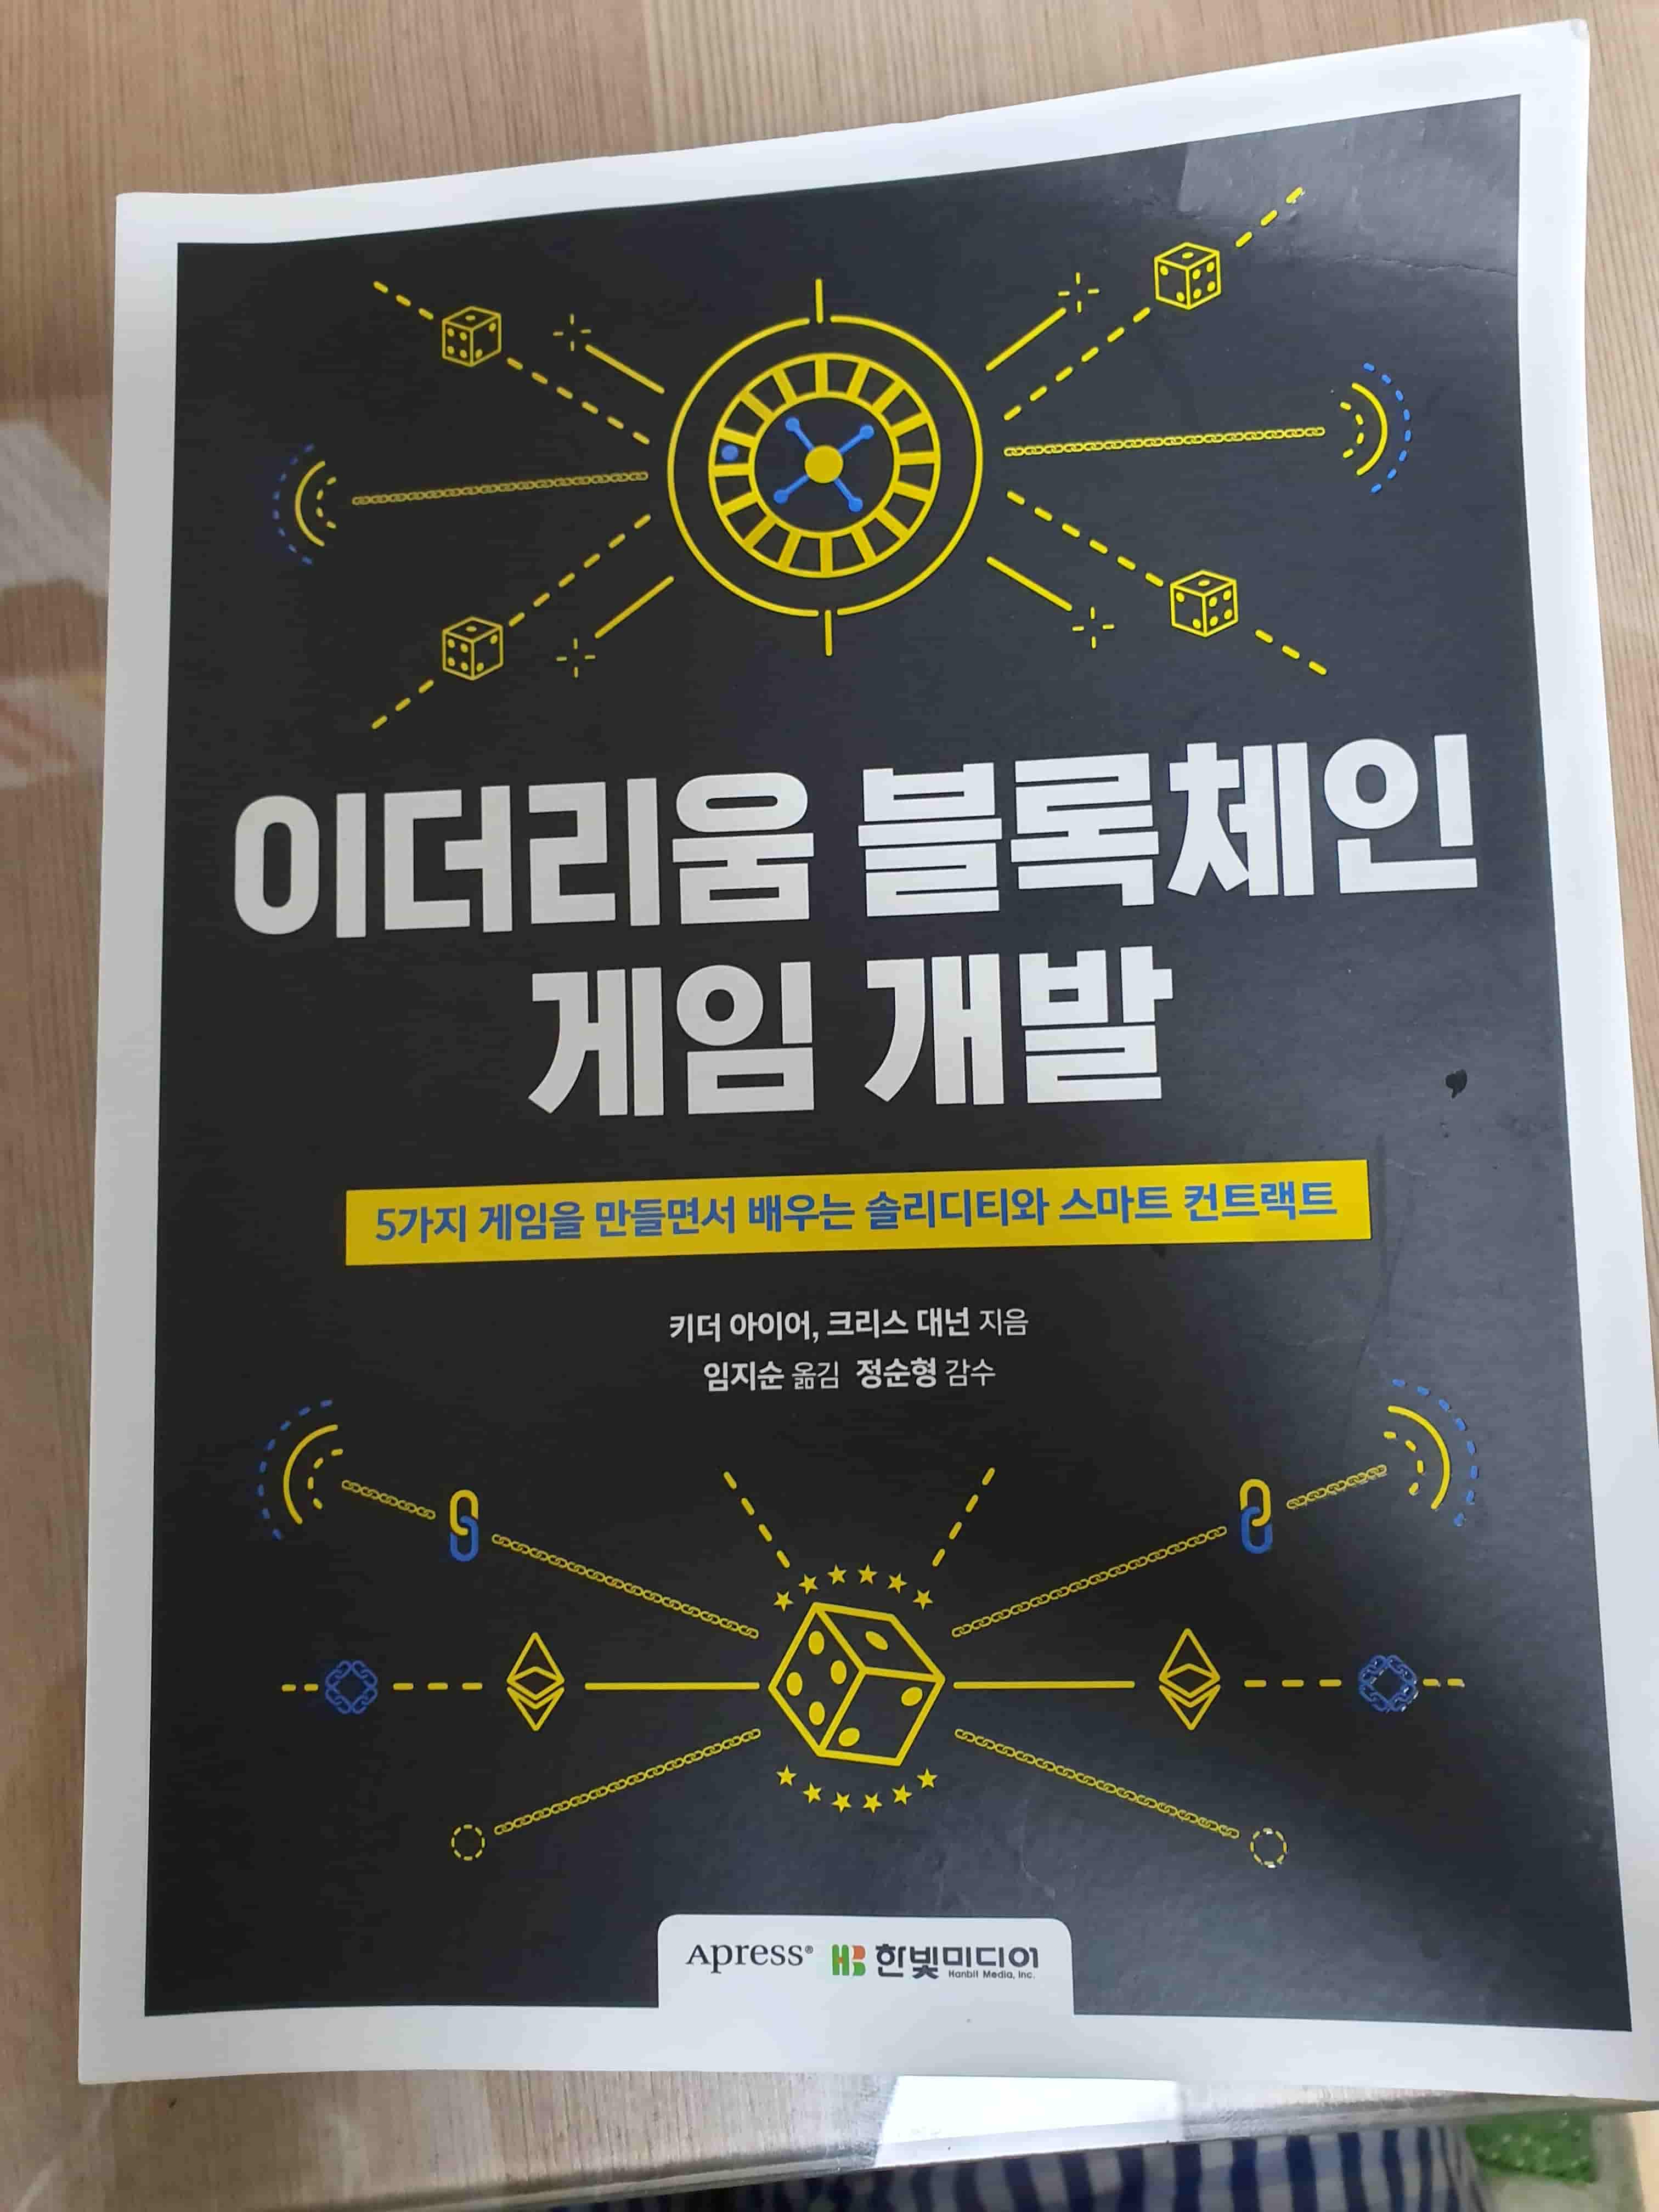 이더리움 블록체인
게임 개발
5가지 게임을 만들면서 배우는 솔리디티와 스마트 컨트랙트
키더 아이어, 크리스 대넌 지음
임지순 옮김 정순형 감수
Apress® HB 한빛미디어
Hanbit Media, Inc.